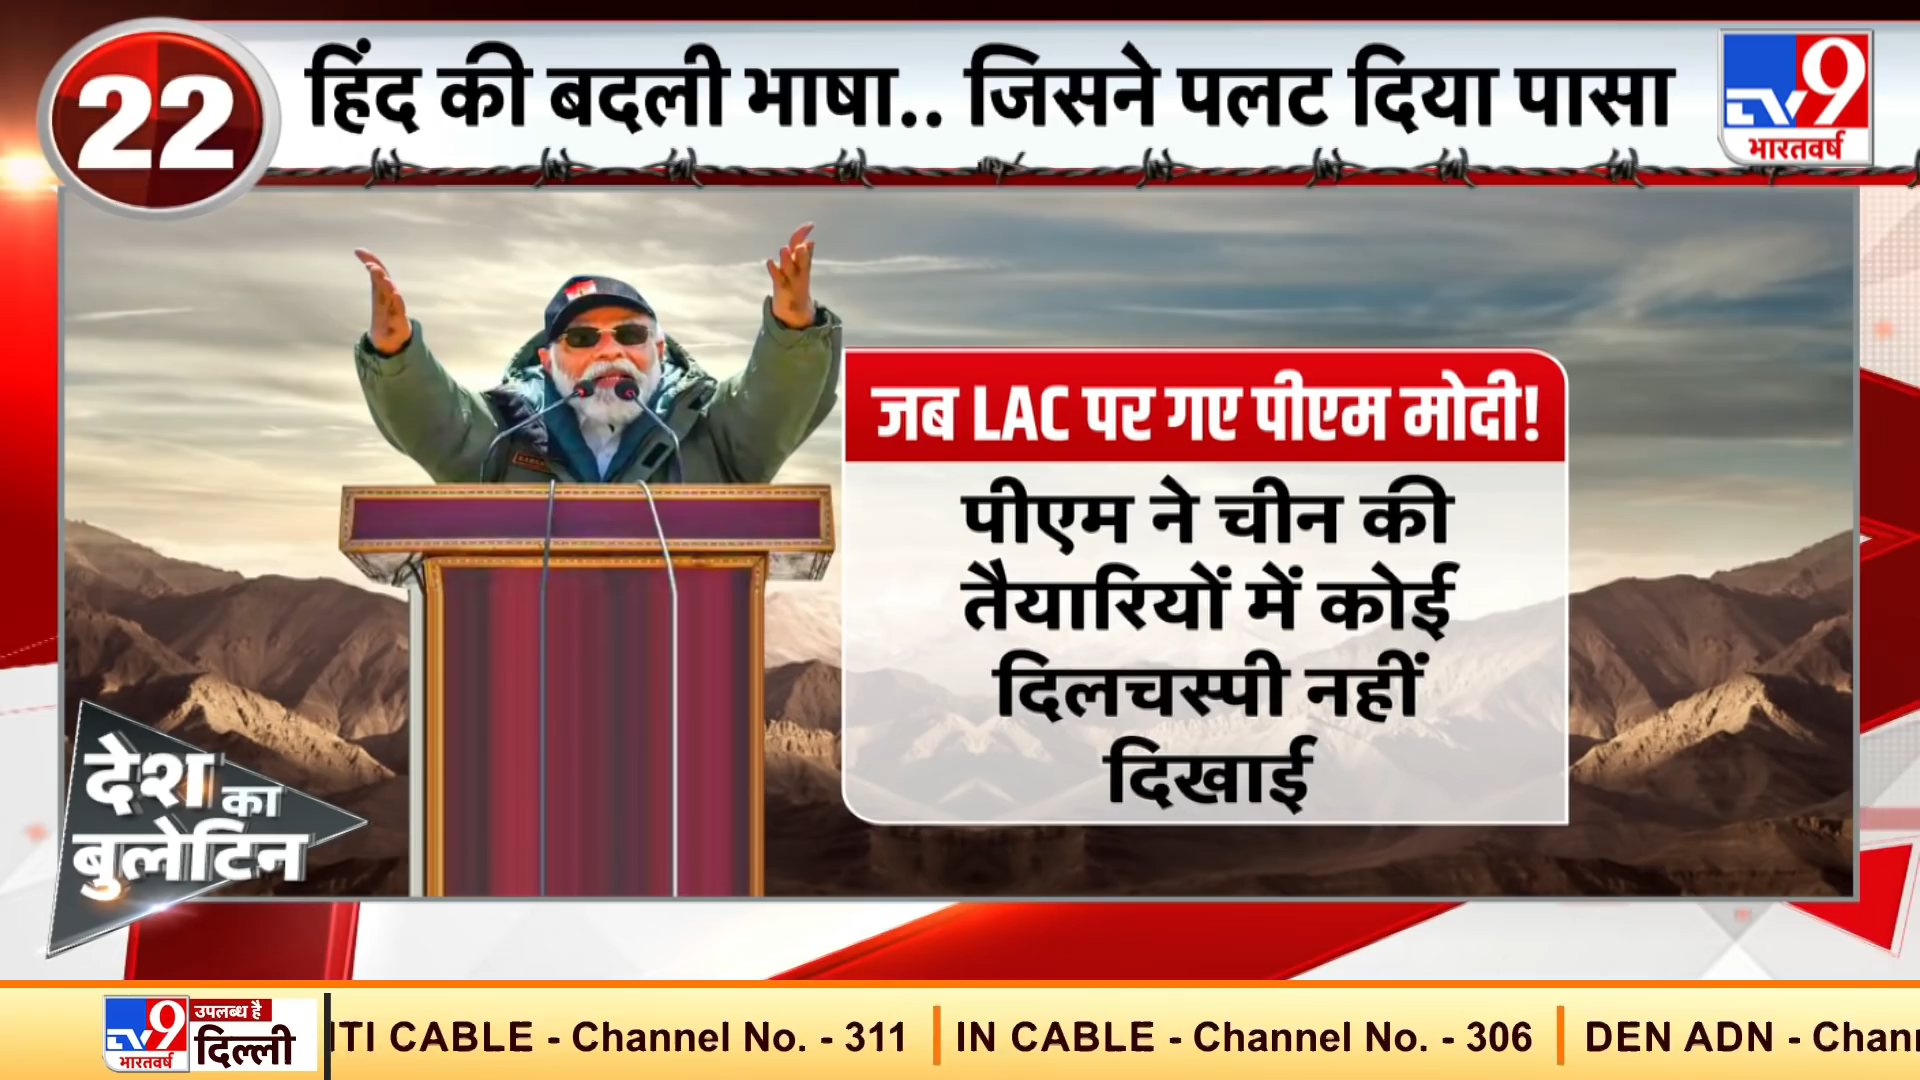 22
हिंद की बदली भाषा.. जिसने पलट दिया पासा
TV9
भारतवर्ष
जब LAC पर गए पीएम मोदी!
पीएम ने चीन की
तैयारियों में कोई
दिलचस्पी नहीं
दिखाई
देश का
बुलेटिन
TV9
भारतवर्ष
उपलब्ध है
दिल्ली
ITI CABLE - Channel No. - 311 | IN CABLE - Channel No. - 306 | DEN ADN - Chann